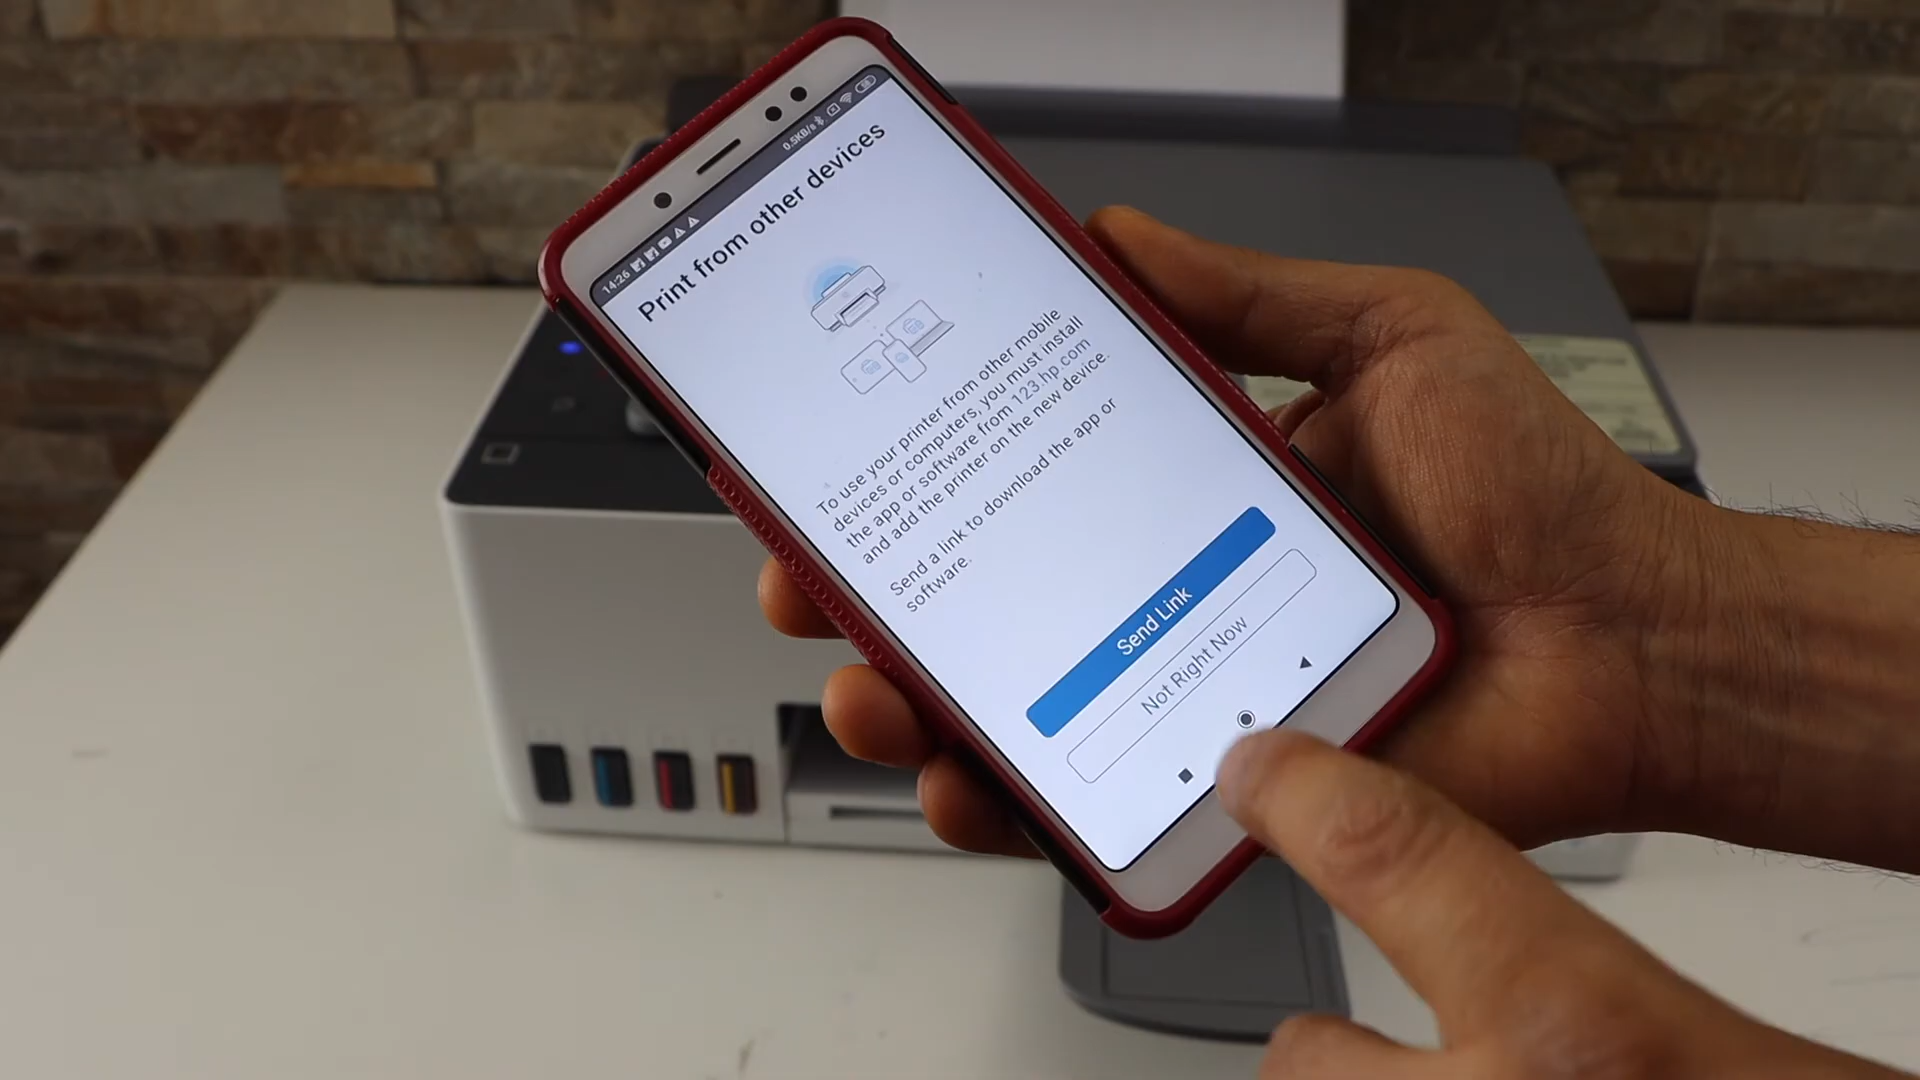 14:26
0.5KB/s
Print from other devices
To use your printer from other mobile
devices or computers, you must install
the app or software from 123.hp.com
and add the printer on the new device.
Send a link to download the app or
software.
Send Link
Not Right Now